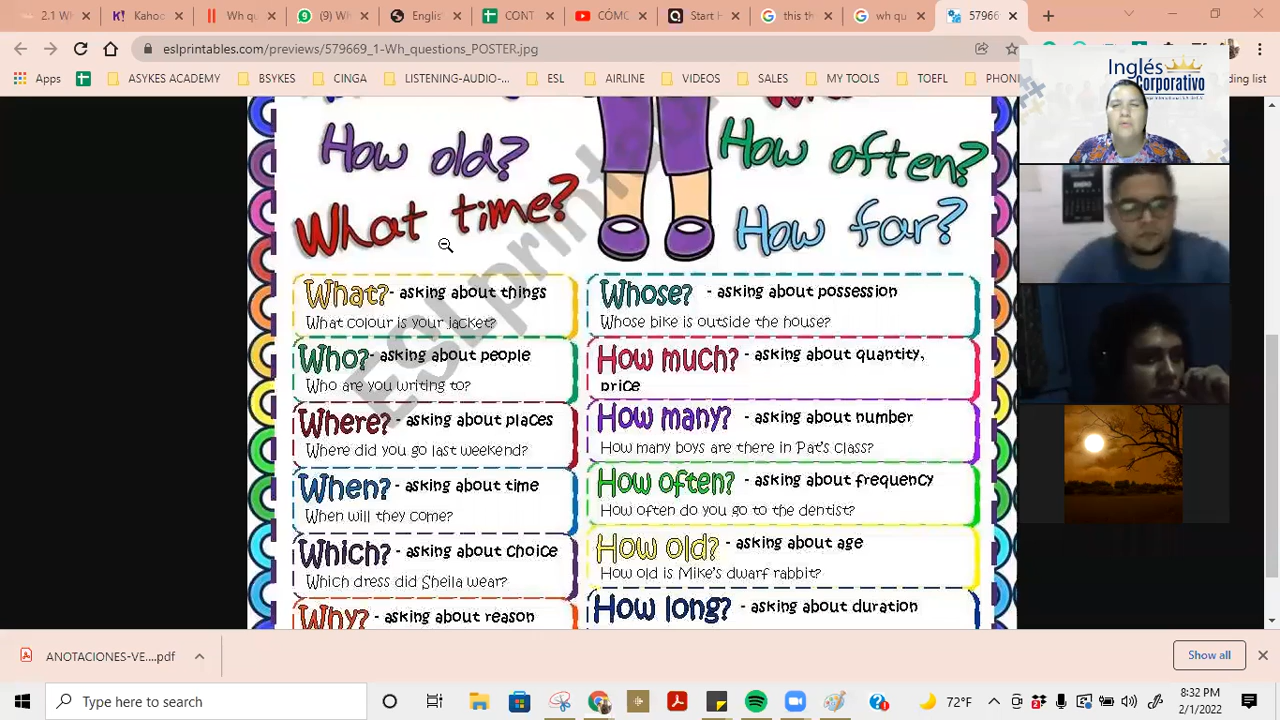 2.1 W
Kahoo
Wh qu
(9) W
English
CONT
CÓMC
Start H
this th
wh qu
57966
eslprintables.com/previews/579669_1-Wh_questions_POSTER.jpg
Apps
ASYKES ACADEMY
BSYKES
CINGA
LISTENING-AUDIO-...
ESL
AIRLINE
VIDEOS
SALES
MY TOOLS
TOEFL
PHON
ding list
Inglés
Corporativo
How old?
How often?
What time?
How far?
What? - asking about things
What colour is your jacket?
Who? - asking about people
Who are you writing to?
Where? - asking about places
Where did you go last weekend?
When? - asking about time
When will they come?
Which? - asking about choice
Which dress did Sheila wear?
Why? - asking about reason
Whose? - asking about possession
Whose bike is outside the house?
How much? - asking about quantity,
price
How many? - asking about number
How many boys are there in Pat's class?
How often? - asking about frequency
How often do you go to the dentist?
How old? - asking about age
How old is Mike's dwarf rabbit?
How long? - asking about duration
ANOTACIONES-VE....pdf
Show all
Type here to search
72°F
8:32 PM
2/1/2022